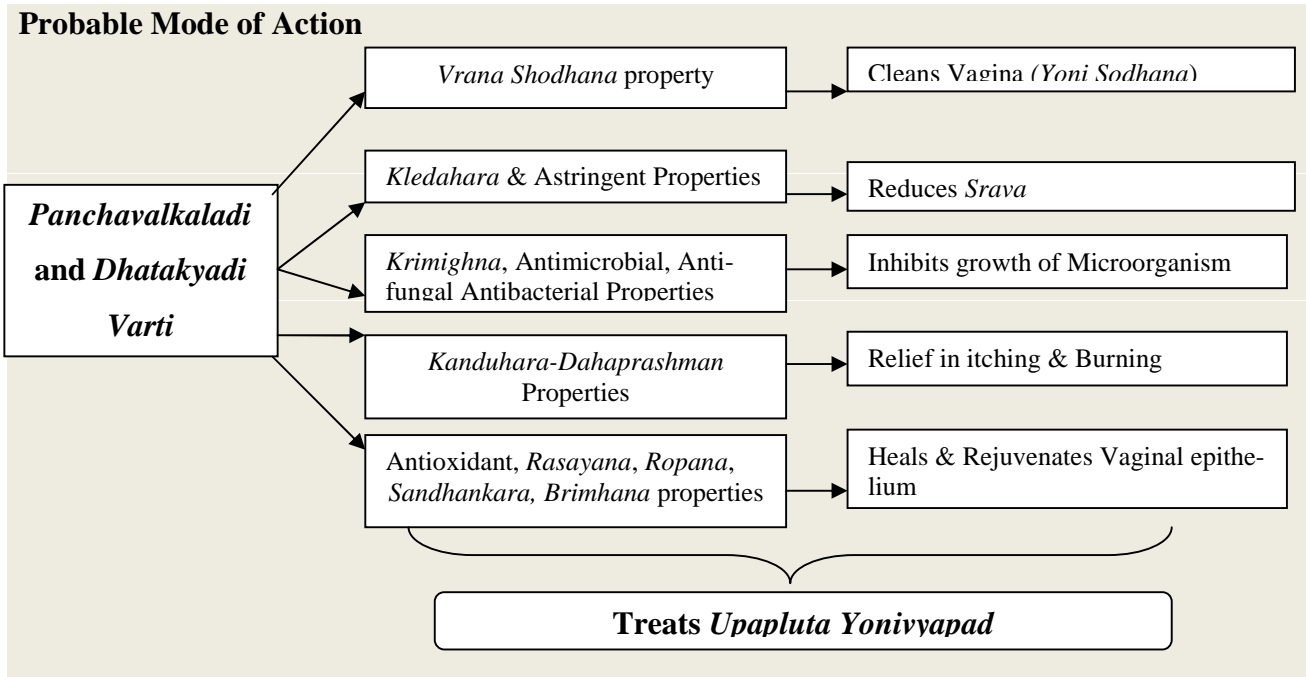 Probable Mode of Action
Vrana Shodhana property
Cleans Vagina (Yoni Sodhana)
Kledahara & Astringent Properties
Reduces Srava
Panchavalkaladi
and Dhatakyadi
Varti
Krimighna, Antimicrobial, Anti-
fungal Antibacterial Properties
Inhibits growth of Microorganism
Kanduhara-Dahaprashman
Properties
Relief in itching & Burning
Antioxidant, Rasayana, Ropana,
Sandhankara, Brimhana properties
Heals & Rejuvenates Vaginal epithe-
lium
Treats Upapluta Yonivyapad